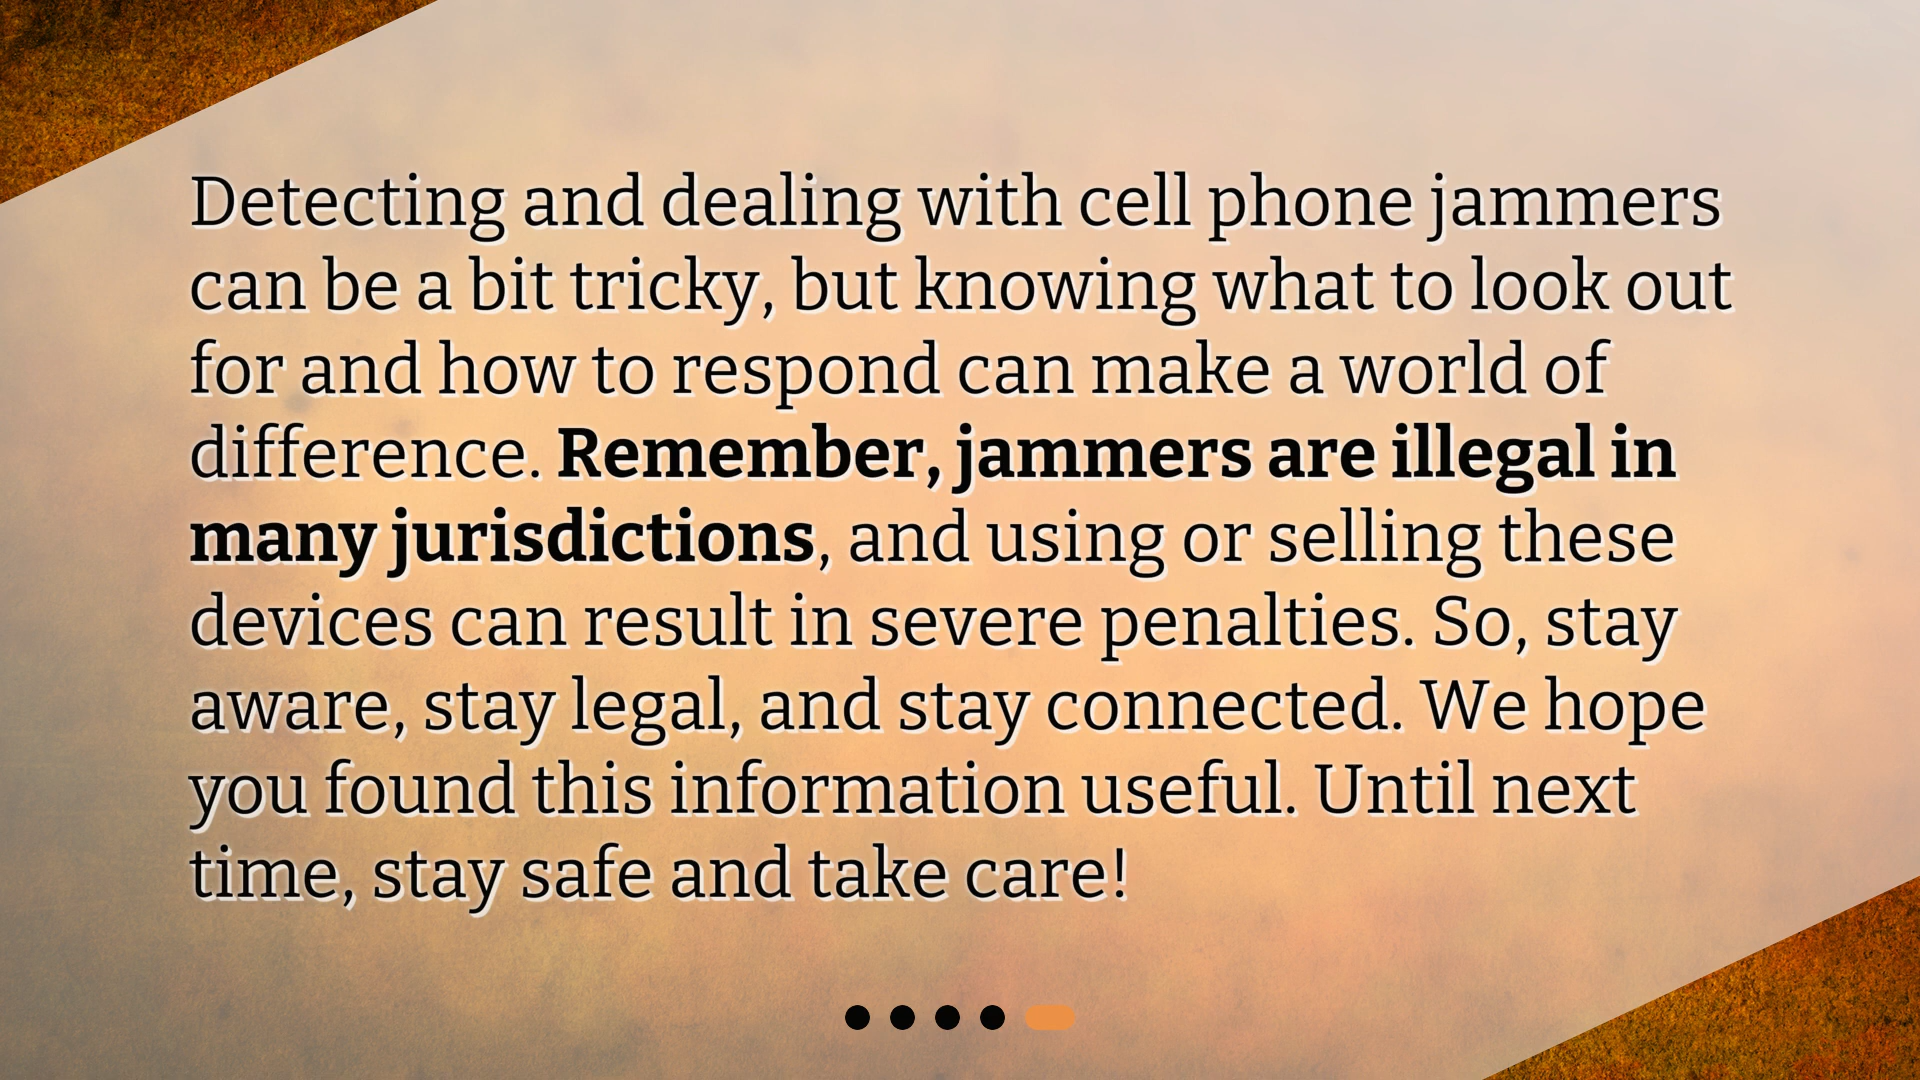 Detecting and dealing with cell phone jammers
can be a bit tricky, but knowing what to look out
for and how to respond can make a world of
difference. Remember, jammers are illegal in
many jurisdictions, and using or selling these
devices can result in severe penalties. So, stay
aware, stay legal, and stay connected. We hope
you found this information useful. Until next
time, stay safe and take care!